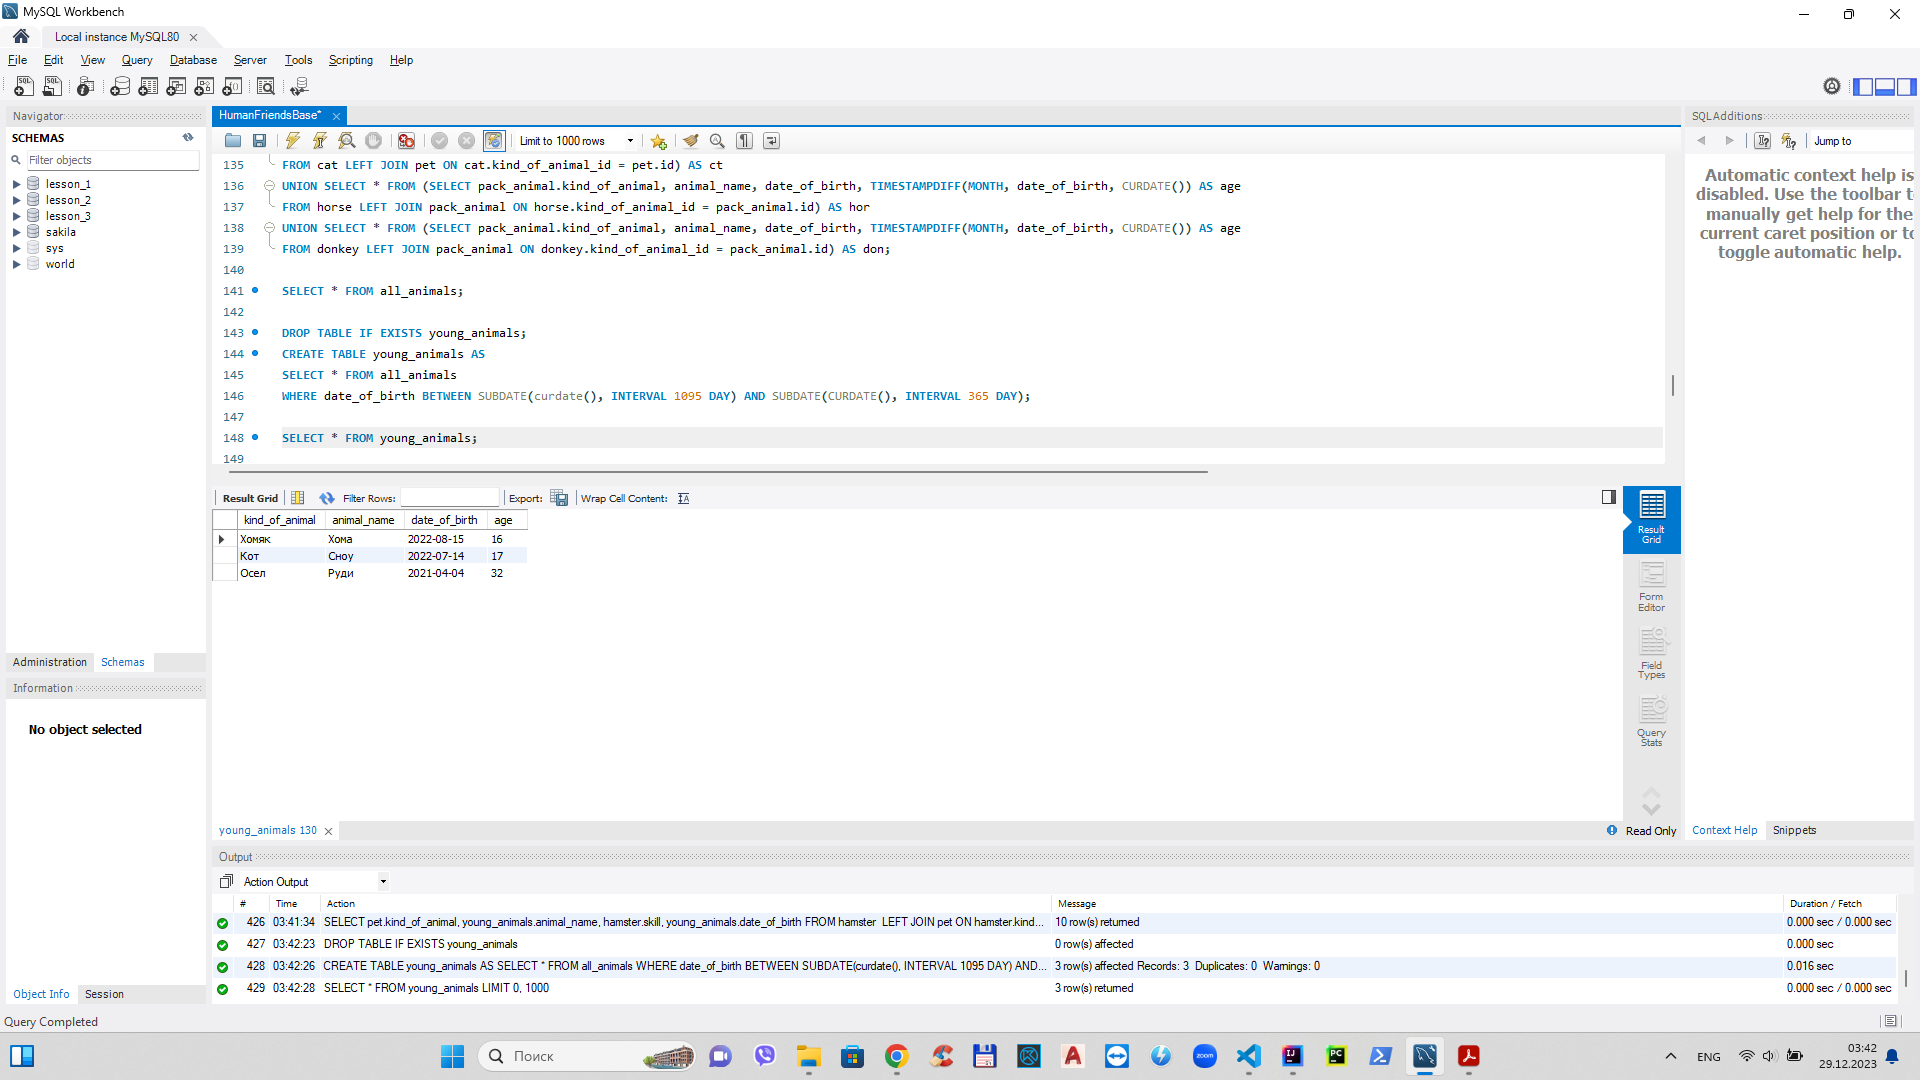 MySQL Workbench
Local instance MySQL80
File Edit View Query Database Server Tools Scripting Help
Navigator
SCHEMAS
Filter objects
lesson_1
lesson_2
lesson_3
sakila
sys
world
Administration Schemas
Information
No object selected
Object Info Session
HumanFriendsBase*
Limit to 1000 rows
135 FROM cat LEFT JOIN pet ON cat.kind_of_animal_id = pet.id) AS ct
136 UNION SELECT * FROM (SELECT pack_animal.kind_of_animal, animal_name, date_of_birth, TIMESTAMPDIFF(MONTH, date_of_birth, CURDATE()) AS age
137 FROM horse LEFT JOIN pack_animal ON horse.kind_of_animal_id = pack_animal.id) AS hor
138 UNION SELECT * FROM (SELECT pack_animal.kind_of_animal, animal_name, date_of_birth, TIMESTAMPDIFF(MONTH, date_of_birth, CURDATE()) AS age
139 FROM donkey LEFT JOIN pack_animal ON donkey.kind_of_animal_id = pack_animal.id) AS don;
140
141 SELECT * FROM all_animals;
142
143 DROP TABLE IF EXISTS young_animals;
144 CREATE TABLE young_animals AS
145 SELECT * FROM all_animals
146 WHERE date_of_birth BETWEEN SUBDATE(curdate(), INTERVAL 1095 DAY) AND SUBDATE(CURDATE(), INTERVAL 365 DAY);
147
148 SELECT * FROM young_animals;
149
Result Grid Filter Rows: Export: Wrap Cell Content:
kind_of_animal animal_name date_of_birth age
Хомяк Хома 2022-08-15 16
Кот Сноу 2022-07-14 17
Осел Руди 2021-04-04 32
Result
Grid
Form
Editor
Field
Types
Query
Stats
young_animals 130
Read Only
SQLAdditions
Jump to
Automatic context help is
disabled. Use the toolbar t
manually get help for the
current caret position or to
toggle automatic help.
Context Help Snippets
Output
Action Output
# Time Action Message Duration / Fetch
426 03:41:34 SELECT pet.kind_of_animal, young_animals.animal_name, hamster.skill, young_animals.date_of_birth FROM hamster LEFT JOIN pet ON hamster.kind... 10 row(s) returned 0.000 sec / 0.000 sec
427 03:42:23 DROP TABLE IF EXISTS young_animals 0 row(s) affected 0.000 sec
428 03:42:26 CREATE TABLE young_animals AS SELECT * FROM all_animals WHERE date_of_birth BETWEEN SUBDATE(curdate(), INTERVAL 1095 DAY) AND... 3 row(s) affected Records: 3 Duplicates: 0 Warnings: 0 0.016 sec
429 03:42:28 SELECT * FROM young_animals LIMIT 0, 1000 3 row(s) returned 0.000 sec / 0.000 sec
Query Completed
Поиск
zoom
ENG
03:42
29.12.2023